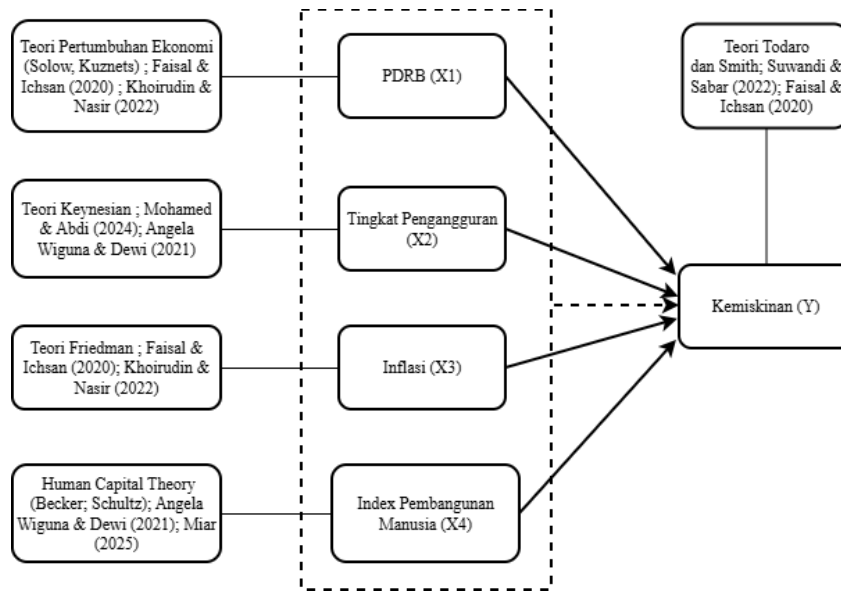 Teori Pertumbuhan Ekonomi
(Solow, Kuznets) ; Faisal &
Ichsan (2020) ; Khoirudin &
Nasir (2022)
PDRB (X1)
Teori Todaro
dan Smith; Suwandi &
Sabar (2022); Faisal &
Ichsan (2020)
Teori Keynesian ; Mohamed
& Abdi (2024); Angela
Wiguna & Dewi (2021)
Tingkat Pengangguran
(X2)
Kemiskinan (Y)
Teori Friedman ; Faisal &
Ichsan (2020); Khoirudin &
Nasir (2022)
Inflasi (X3)
Human Capital Theory
(Becker; Schultz); Angela
Wiguna & Dewi (2021); Miar
(2025)
Index Pembangunan
Manusia (X4)